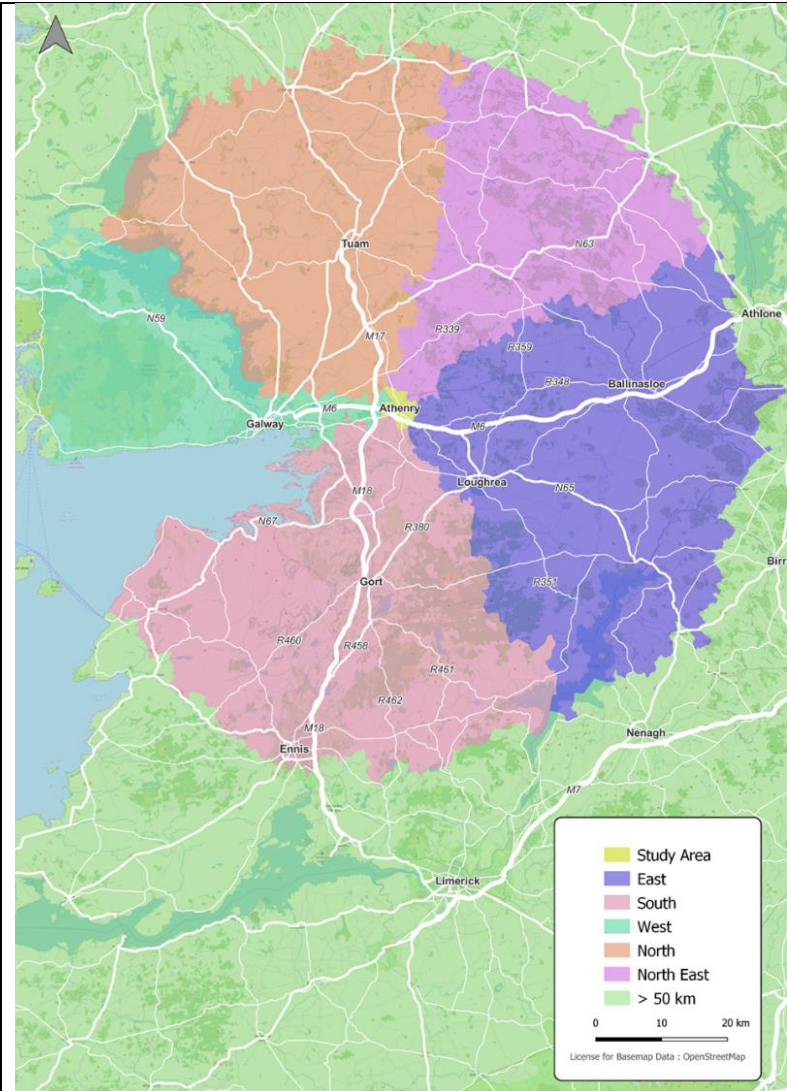 Tuam
N63
N59
Athlone
M17
R339
R359
R348
Ballinasloe
M6
Athenry
Galway
M6
Loughrea
M18
N65
N67
R380
Birr
Gort
R351
R460
R458
R461
R462
M18
Ennis
Nenagh
M7
Limerick
Study Area
East
South
West
North
North East
> 50 km
0 10 20 km
License for Basemap Data : OpenStreetMap